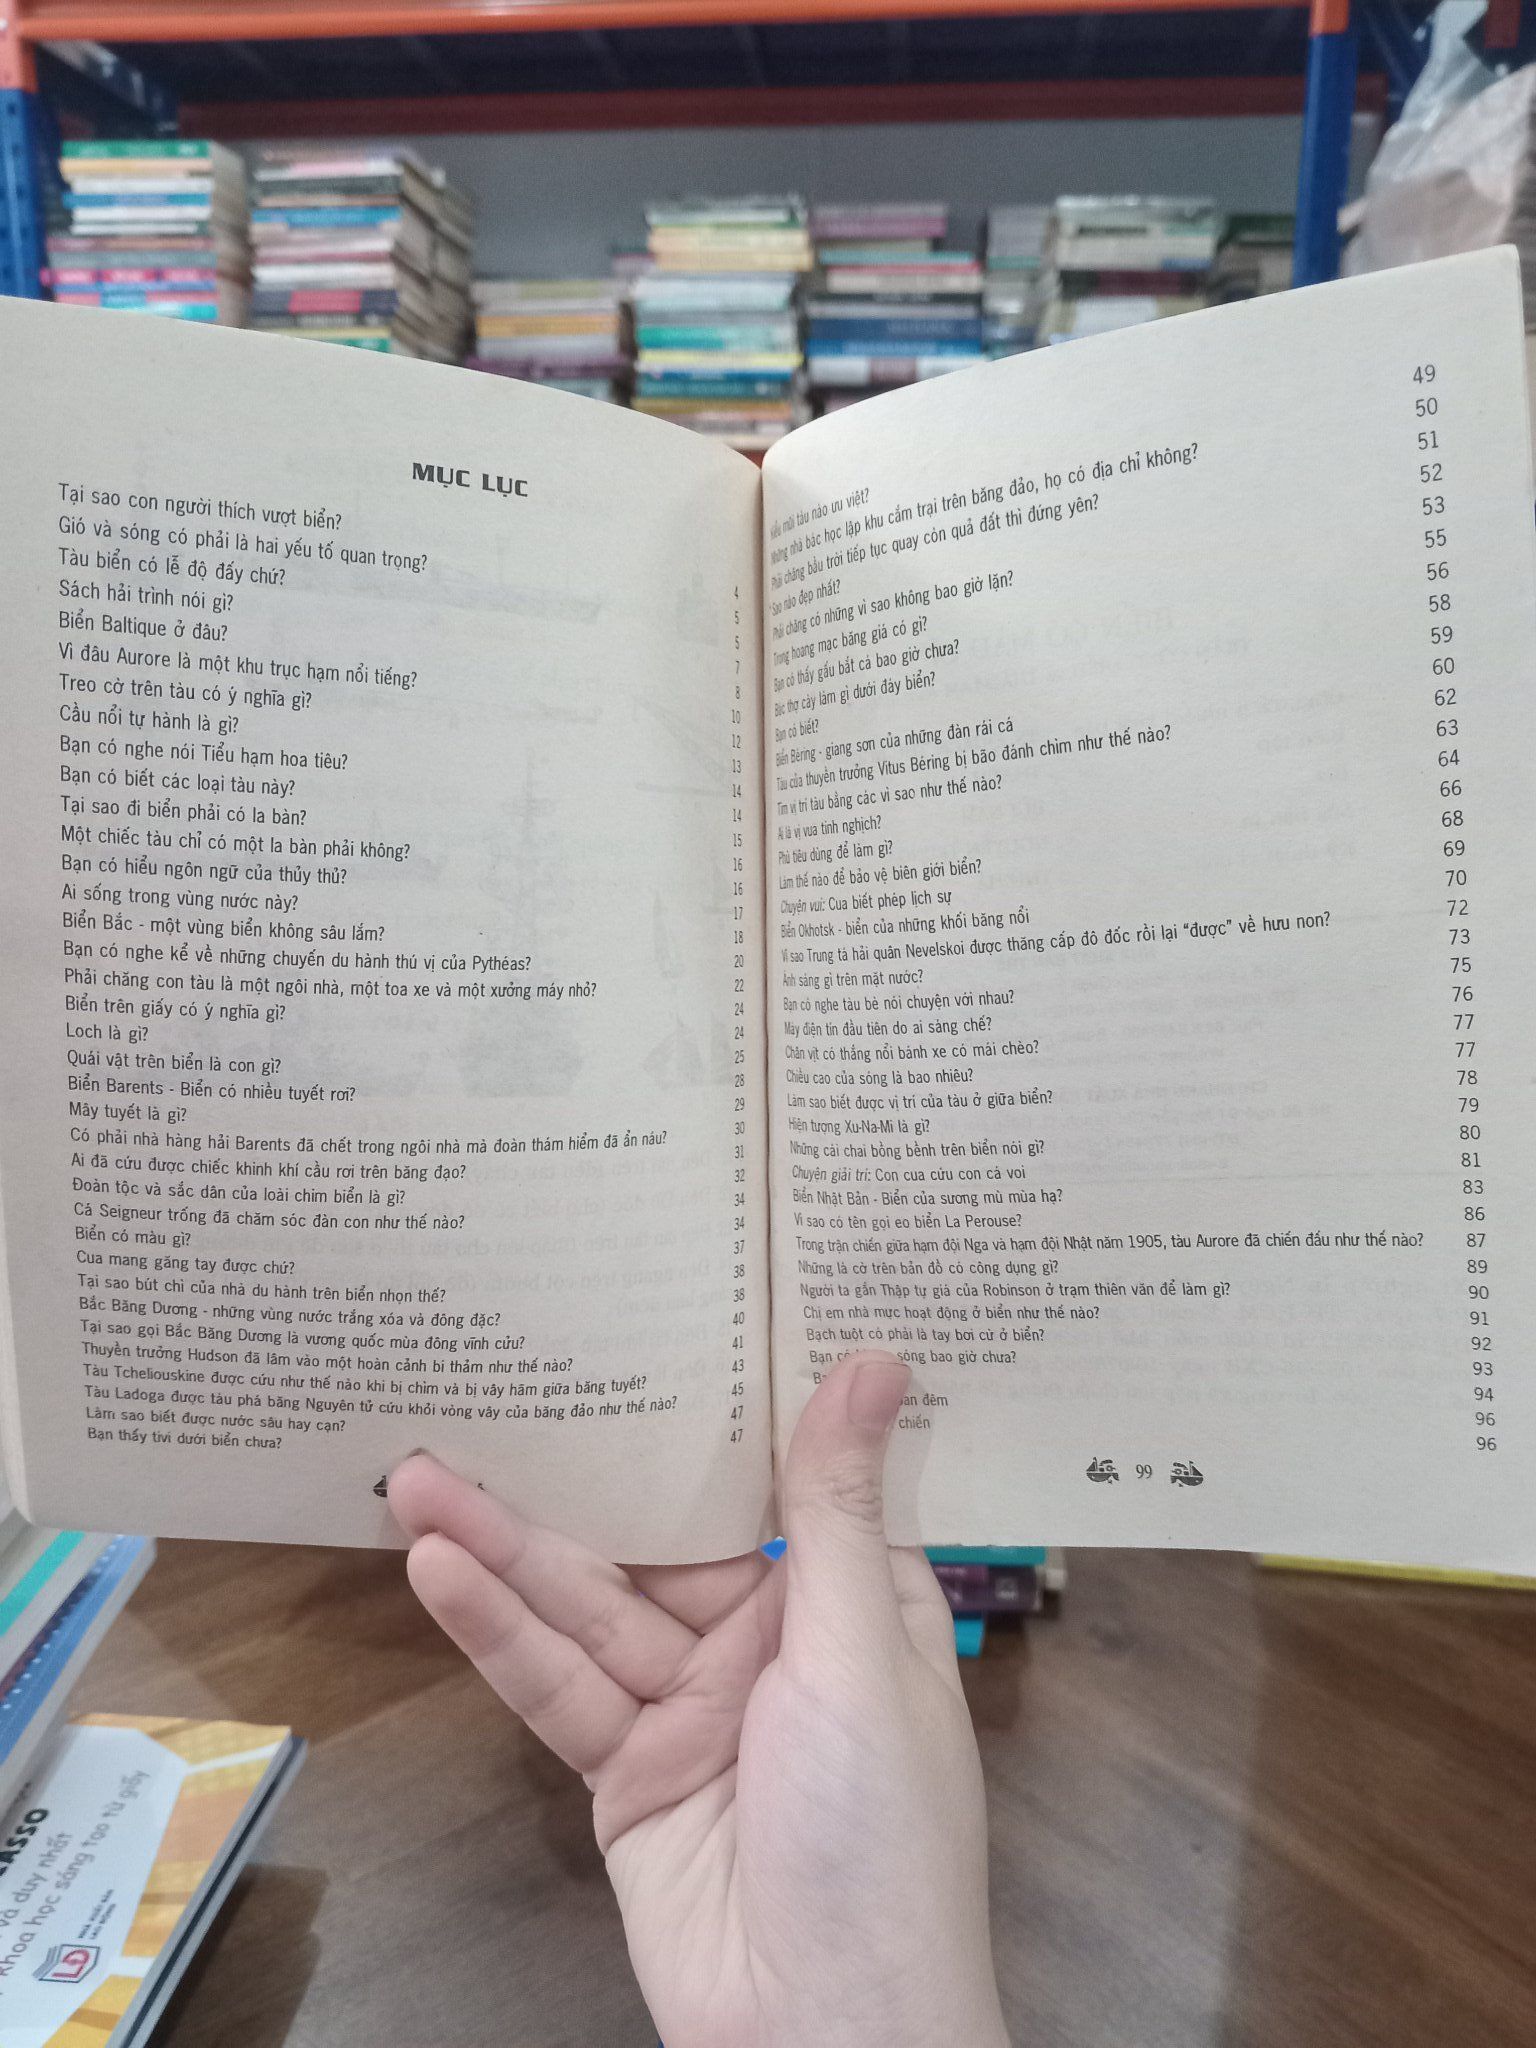 MỤC LỤC
Tại sao con người thích vượt biển? 4
Gió và sóng có phải là hai yếu tố quan trọng? 5
Tàu biển có lễ độ đấy chứ? 5
Sách hải trình nói gì? 7
Biển Baltique ở đâu? 8
Vì đâu Aurore là một khu trục hạm nổi tiếng? 10
Treo cờ trên tàu có ý nghĩa gì? 12
Cầu nổi tự hành là gì? 13
Bạn có nghe nói Tiểu hạm hoa tiêu? 14
Bạn có biết các loại tàu này? 14
Tại sao đi biển phải có la bàn? 15
Một chiếc tàu chỉ có một la bàn phải không? 16
Bạn có hiểu ngôn ngữ của thủy thủ? 16
Ai sống trong vùng nước này? 17
Biển Bắc - một vùng biển không sâu lắm? 18
Bạn có nghe kể về những chuyến du hành thú vị của Pythéas? 20
Phải chăng con tàu là một ngôi nhà, một toa xe và một xưởng máy nhỏ? 22
Biển trên giấy có ý nghĩa gì? 24
Loch là gì? 24
Quái vật trên biển là con gì? 25
Biển Barents - Biển có nhiều tuyết rơi? 28
Mây tuyết là gì? 29
Có phải nhà hàng hải Barents đã chết trong ngôi nhà mà đoàn thám hiểm đã ẩn náu? 30
Ai đã cứu được chiếc khinh khí cầu rơi trên băng đạo? 31
Đoàn tộc và sắc dân của loài chim biển là gì? 32
Cá Seigneur trống đã chăm sóc đàn con như thế nào? 34
Biển có màu gì? 34
Cua mang găng tay được chứ? 37
Tại sao bút chì của nhà du hành trên biển nhọn thế? 38
Bắc Băng Dương - những vùng nước trắng xóa và đông đặc? 38
Tại sao gọi Bắc Băng Dương là vương quốc mùa đông vĩnh cửu? 40
Thuyền trưởng Hudson đã lâm vào một hoàn cảnh bi thảm như thế nào? 41
Tàu Tcheliouskine được cứu như thế nào khi bị chìm và bị vây hãm giữa băng tuyết? 43
Tàu Ladoga được tàu phá băng Nguyên tử cứu khỏi vòng vây của băng đảo như thế nào? 45
Làm sao biết được nước sâu hay cạn? 47
Bạn thấy tivi dưới biển chưa? 47
Kiểu mũi tàu nào ưu việt? 49
Những nhà bác học lập khu cắm trại trên băng đảo, họ có địa chỉ không? 50
Phải chăng bầu trời tiếp tục quay còn quả đất thì đứng yên? 51
Sao nào đẹp nhất? 52
Phải chăng có những vì sao không bao giờ lặn? 53
Trong hoang mạc băng giá có gì? 55
Bạn có thấy gấu bắt cá bao giờ chưa? 56
Bục thợ cày làm gì dưới đáy biển? 58
Bạn có biết? 59
Biển Béring - giang sơn của những đàn rái cá 60
Tàu của thuyền trưởng Vitus Béring bị bão đánh chìm như thế nào? 62
Tìm vị trí tàu bằng các vì sao như thế nào? 63
Ai là vị vua tinh nghịch? 64
Phù tiêu dùng để làm gì? 66
Làm thế nào để bảo vệ biên giới biển? 68
Chuyện vui: Cua biết phép lịch sự 69
Biển Okhotsk - biển của những khối băng nổi 70
Vì sao Trung tá hải quân Nevelskoi được thăng cấp đô đốc rồi lại “được” về hưu non? 72
Ánh sáng gì trên mặt nước? 73
Bạn có nghe tàu bè nói chuyện với nhau? 75
Máy điện tín đầu tiên do ai sáng chế? 76
Chân vịt có thắng nổi bánh xe có mái chèo? 77
Chiều cao của sóng là bao nhiêu? 77
Làm sao biết được vị trí của tàu ở giữa biển? 78
Hiện tượng Xu-Na-Mi là gì? 79
Những cái chai bồng bềnh trên biển nói gì? 80
Chuyện giải trí: Con cua cứu con cá voi 81
Biển Nhật Bản - Biển của sương mù mùa hạ? 83
Vì sao có tên gọi eo biển La Perouse? 86
Trong trận chiến giữa hạm đội Nga và hạm đội Nhật năm 1905, tàu Aurore đã chiến đấu như thế nào? 87
Những lá cờ trên bản đồ có công dụng gì? 89
Người ta gắn Thập tự giá của Robinson ở trạm thiên văn để làm gì? 90
Chị em nhà mực hoạt động ở biển như thế nào? 91
Bạch tuột có phải là tay bơi cừ ở biển? 92
Bạn sóng bao giờ chưa? 93
94
đêm 96
chiến 96
99
và duy nhất
khoa học sáng tạo từ giấy
LĐ
NHÀ XUẤT BẢN
LAO ĐỘNG